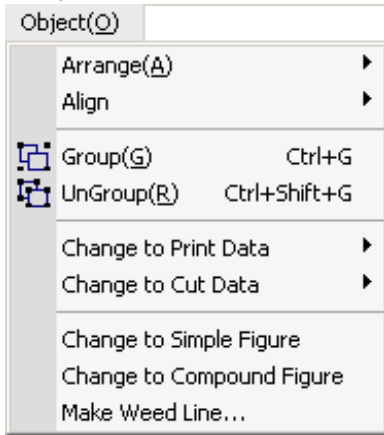 Object(O)
Arrange(A)
Align
Group(G) Ctrl+G
UnGroup(R) Ctrl+Shift+G
Change to Print Data
Change to Cut Data
Change to Simple Figure
Change to Compound Figure
Make Weed Line...